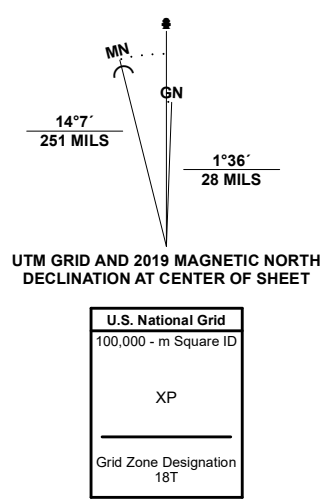 MN
GN
14°7´
251 MILS
1°36´
28 MILS
UTM GRID AND 2019 MAGNETIC NORTH
DECLINATION AT CENTER OF SHEET
U.S. National Grid
100,000 - m Square ID
XP
Grid Zone Designation
18T